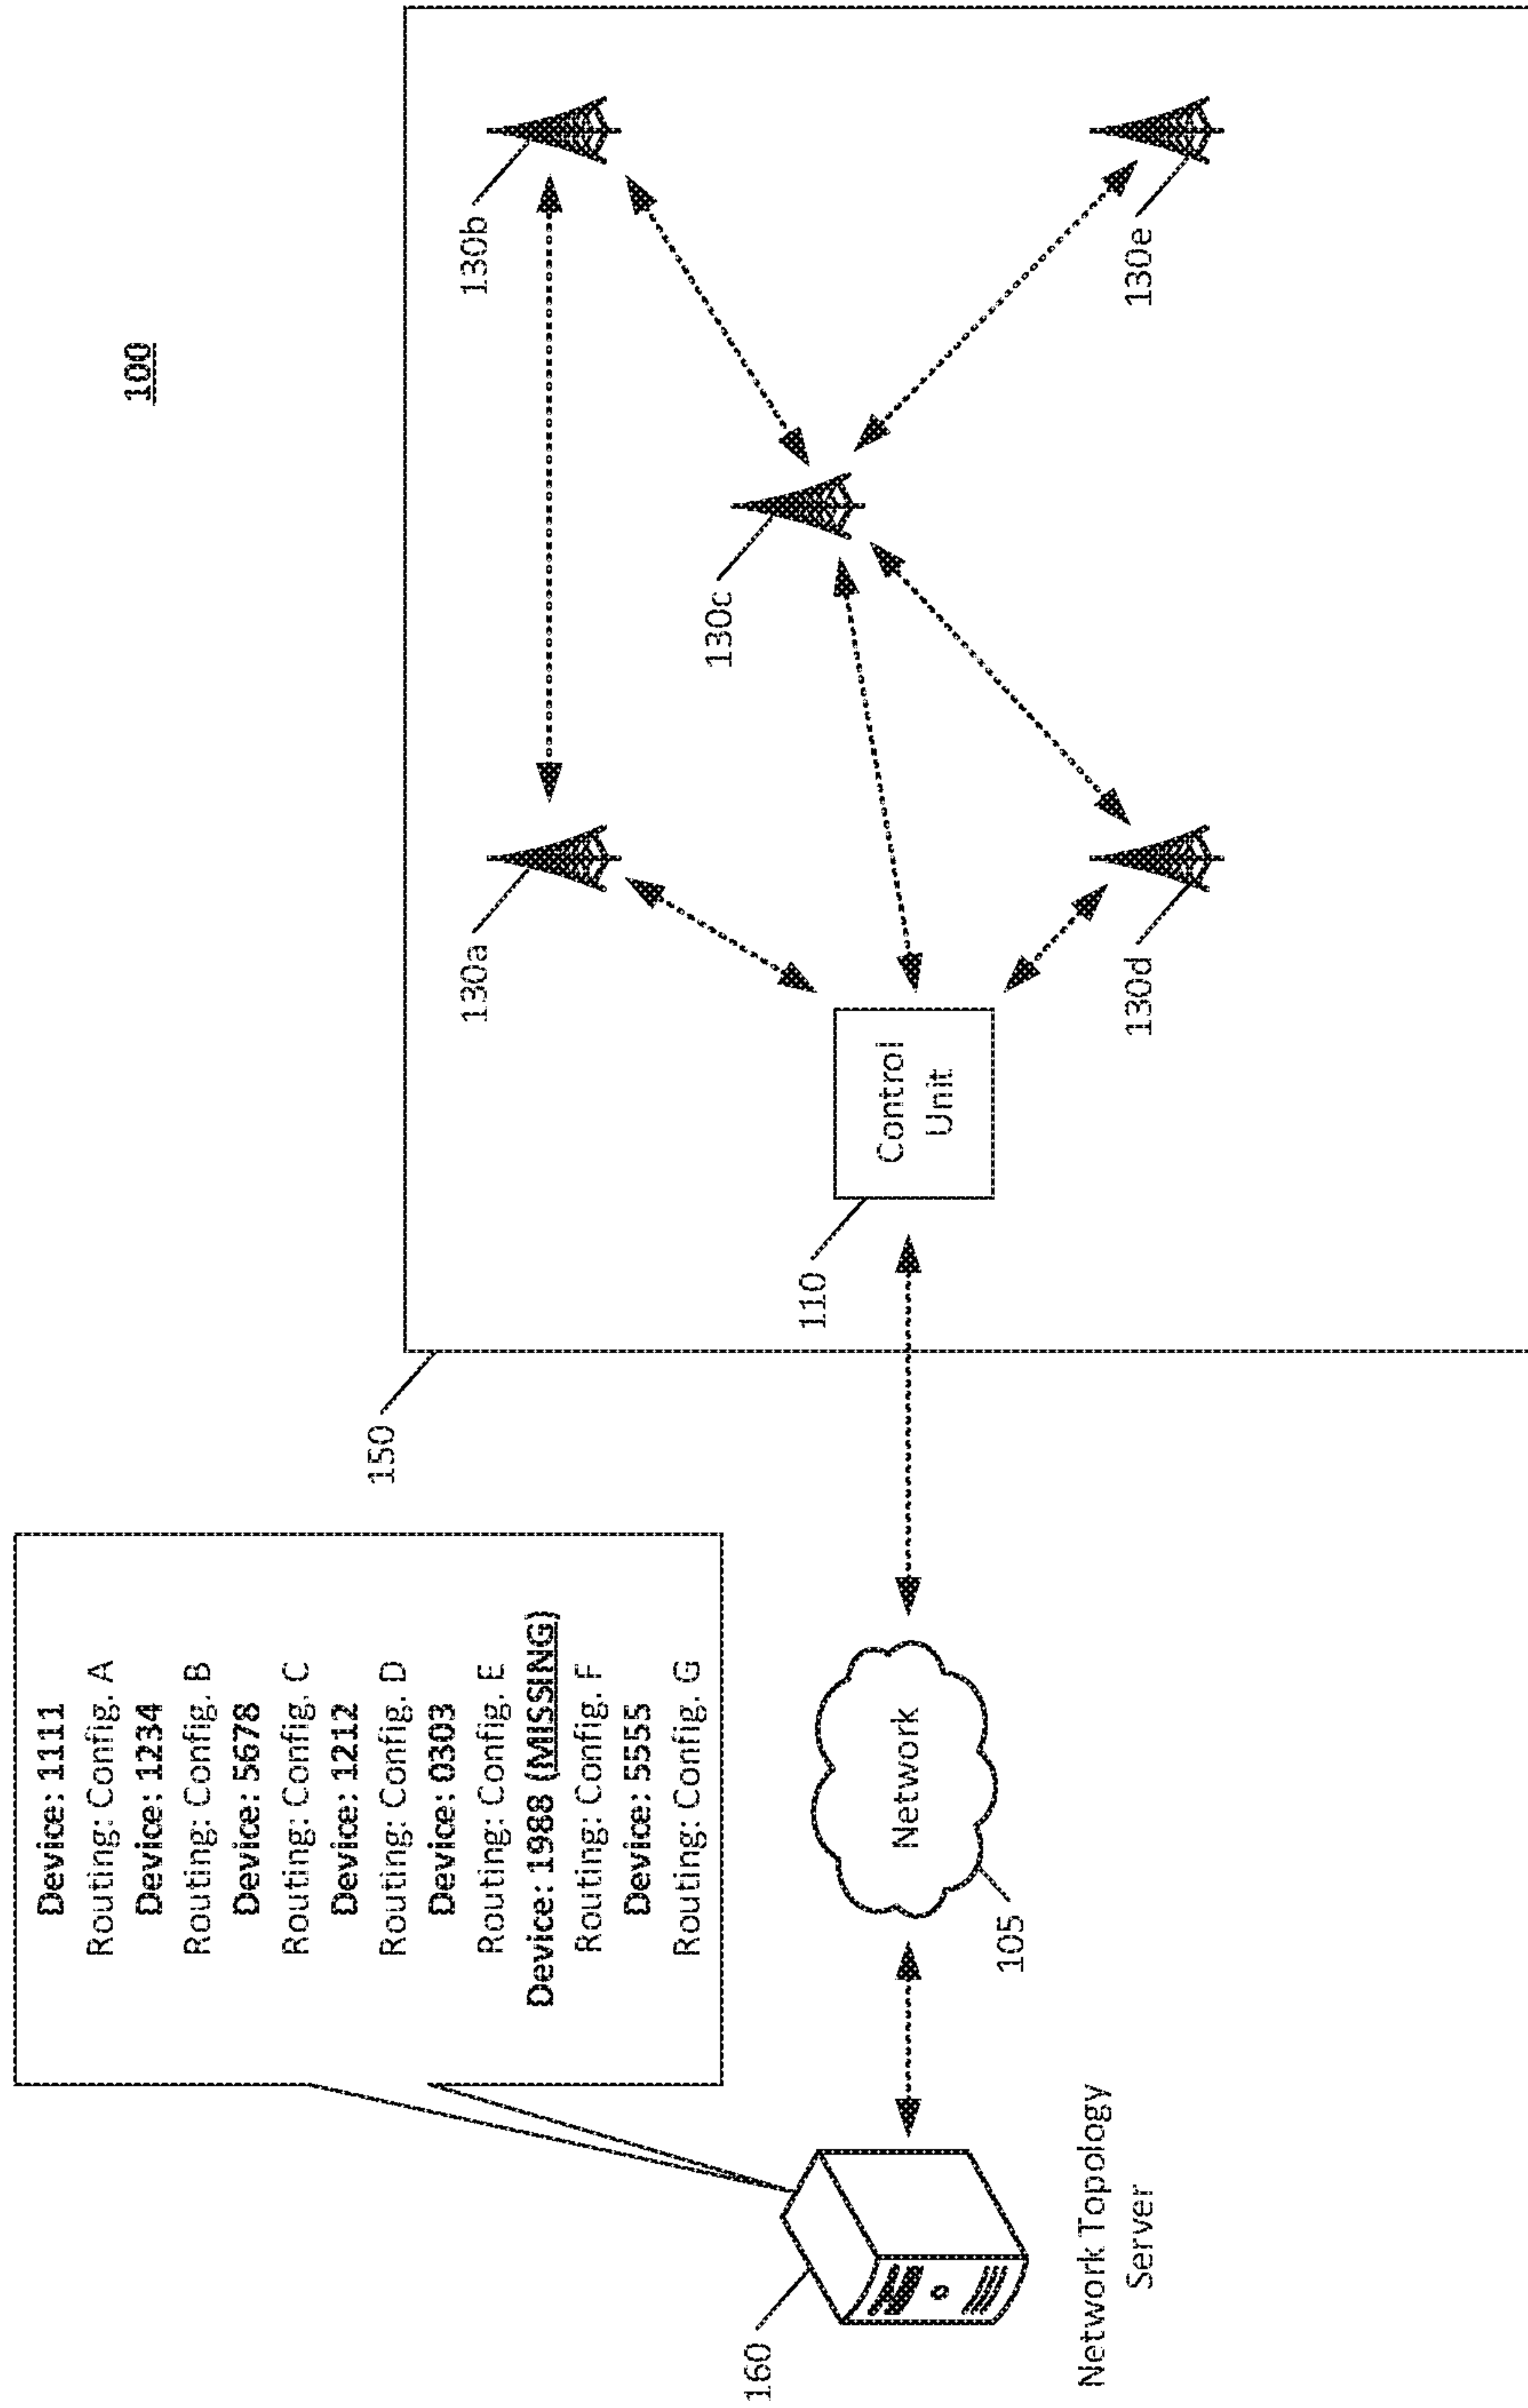 100
Device: 1111
Routing: Config. A
Device: 1234
Routing: Config. B
Device: 5678
Routing: Config. C
Device: 1212
Routing: Config. D
Device: 0303
Routing: Config. E
Device: 1988 (MISSING)
Routing: Config. F
Device: 5555
Routing: Config. G
150
130a
130b
130c
110
Control
Unit
130d
130e
160
Network
105
Network Topology
Server